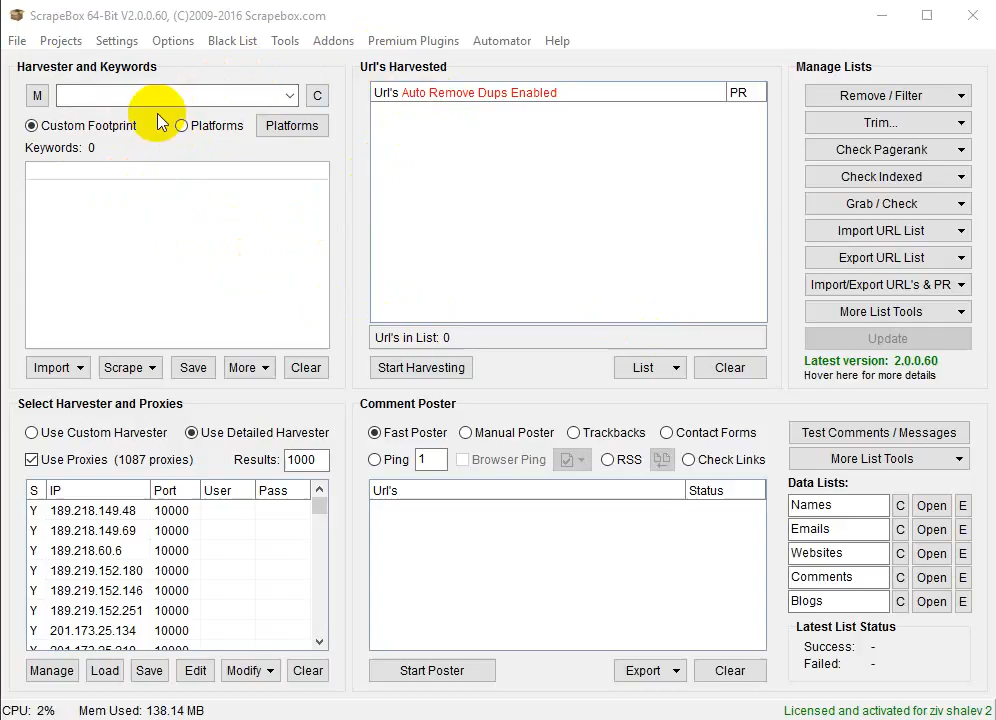 ScrapeBox 64-Bit V2.0.0.60, (C)2009-2016 Scrapebox.com
File Projects Settings Options Black List Tools Addons Premium Plugins Automator Help
Harvester and Keywords
M
C
Custom Footprint Platforms Platforms
Keywords: 0
Import Scrape Save More Clear
Url's Harvested
Url's Auto Remove Dups Enabled PR
Url's in List: 0
Start Harvesting List Clear
Manage Lists
Remove / Filter
Trim...
Check Pagerank
Check Indexed
Grab / Check
Import URL List
Export URL List
Import/Export URL's & PR
More List Tools
Update
Latest version: 2.0.0.60
Hover here for more details
Select Harvester and Proxies
Use Custom Harvester Use Detailed Harvester
Use Proxies (1087 proxies) Results: 1000
S IP Port User Pass
Y 189.218.149.48 10000
Y 189.218.149.69 10000
Y 189.218.60.6 10000
Y 189.219.152.180 10000
Y 189.219.152.146 10000
Y 189.219.152.251 10000
Y 201.173.25.134 10000
Manage Load Save Edit Modify Clear
Comment Poster
Fast Poster Manual Poster Trackbacks Contact Forms
Ping 1 Browser Ping RSS Check Links
Url's Status
Start Poster Export Clear
Test Comments / Messages
More List Tools
Data Lists:
Names C Open E
Emails C Open E
Websites C Open E
Comments C Open E
Blogs C Open E
Latest List Status
Success: -
Failed: -
CPU: 2% Mem Used: 138.14 MB Licensed and activated for ziv shalev 2